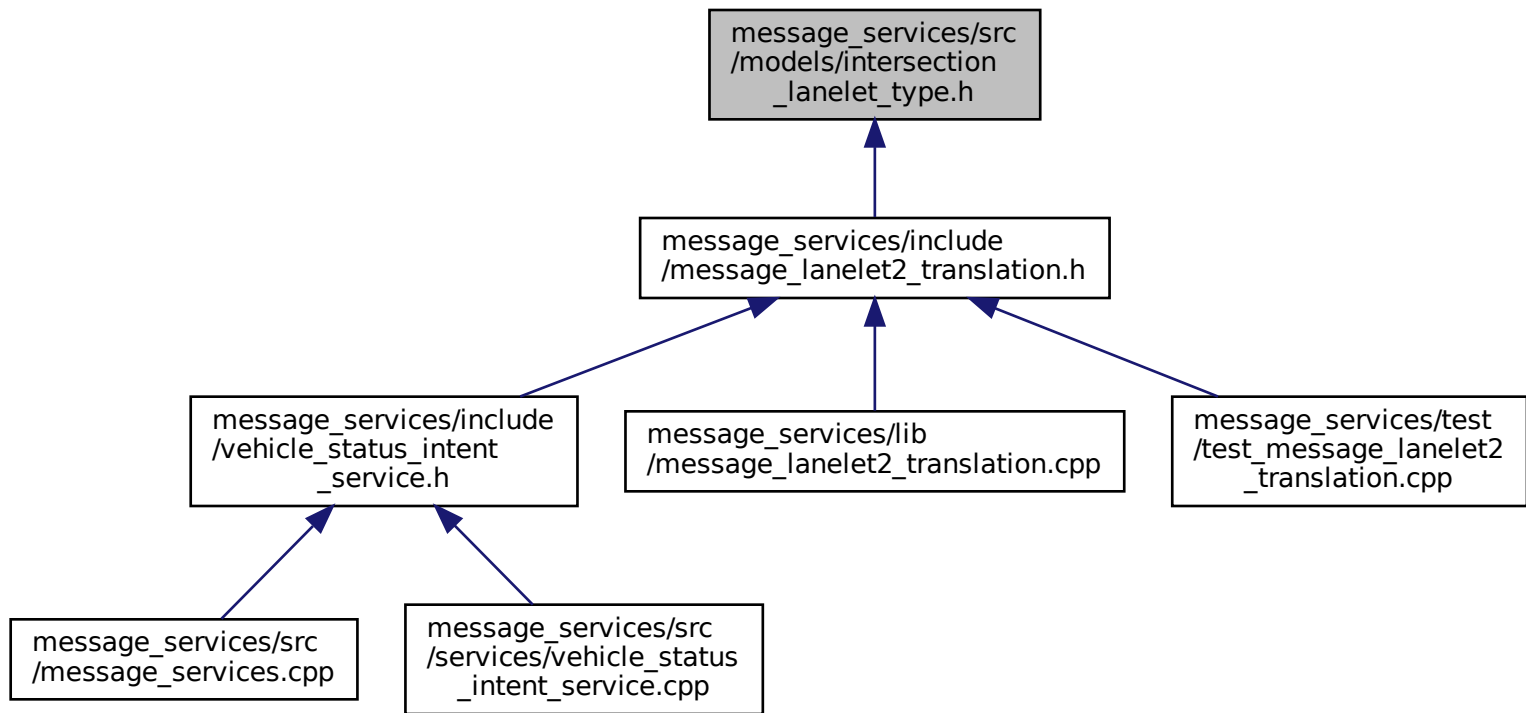 message_services/src
/models/intersection
_lanelet_type.h
message_services/include
/message_lanelet2_translation.h
message_services/include
/vehicle_status_intent
_service.h
message_services/lib
/message_lanelet2_translation.cpp
message_services/test
/test_message_lanelet2
_translation.cpp
message_services/src
/message_services.cpp
message_services/src
/services/vehicle_status
_intent_service.cpp